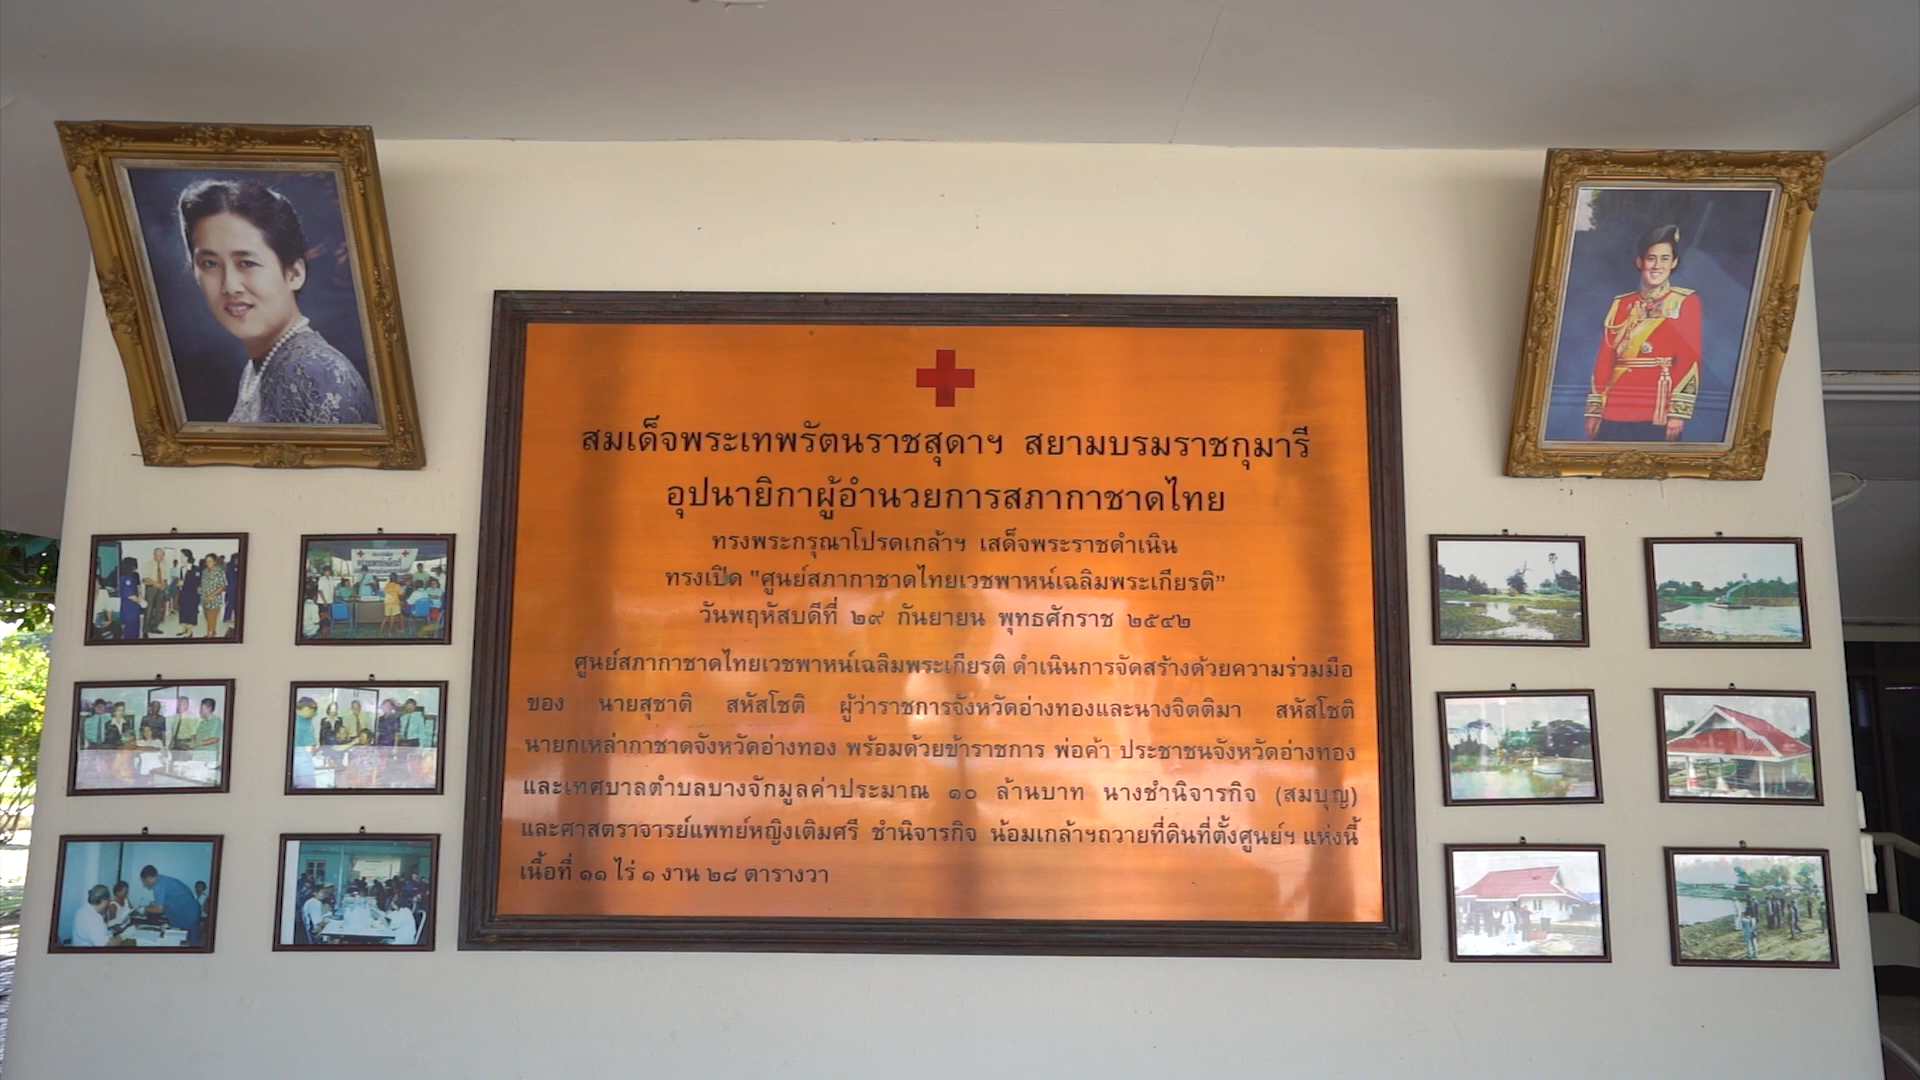 สมเด็จพระเทพรัตนราชสุดาฯ สยามบรมราชกุมารี
อุปนายิกาผู้อำนวยการสภากาชาดไทย
ทรงพระกรุณาโปรดเกล้าฯ เสด็จพระราชดำเนิน
ทรงเปิด "ศูนย์สภากาชาดไทยเวชพาหน์เฉลิมพระเกียรติ"
วันพฤหัสบดีที่ ๒๙ กันยายน พุทธศักราช ๒๕๔๒
ศูนย์สภากาชาดไทยเวชพาหน์เฉลิมพระเกียรติ ดำเนินการจัดสร้างด้วยความร่วมมือ
ของ นายสุชาติ สหัสโชติ ผู้ว่าราชการจังหวัดอ่างทองและนางจิตติมา สหัสโชติ
นายกเหล่ากาชาดจังหวัดอ่างทอง พร้อมด้วยข้าราชการ พ่อค้า ประชาชนจังหวัดอ่างทอง
และเทศบาลตำบลบางจักมูลค่าประมาณ ๑๐ ล้านบาท นางชำนิจารกิจ (สมบุญ)
และศาสตราจารย์แพทย์หญิงเติมศรี ชำนิจารกิจ น้อมเกล้าฯถวายที่ดินที่ตั้งศูนย์ฯ แห่งนี้
เนื้อที่ ๑๑ ไร่ ๑ งาน ๒๘ ตารางวา